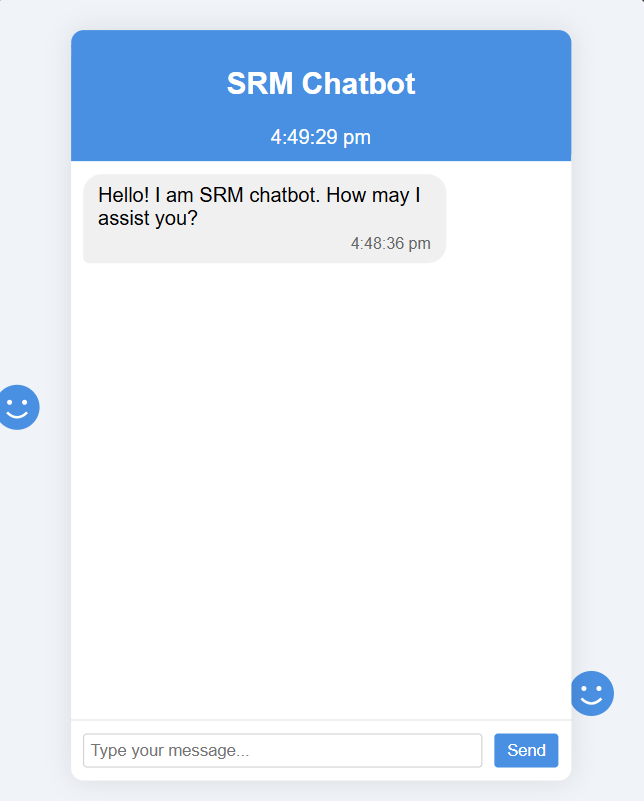 SRM Chatbot
4:49:29 pm
Hello! I am SRM chatbot. How may I
assist you?
4:48:36 pm
Type your message...
Send